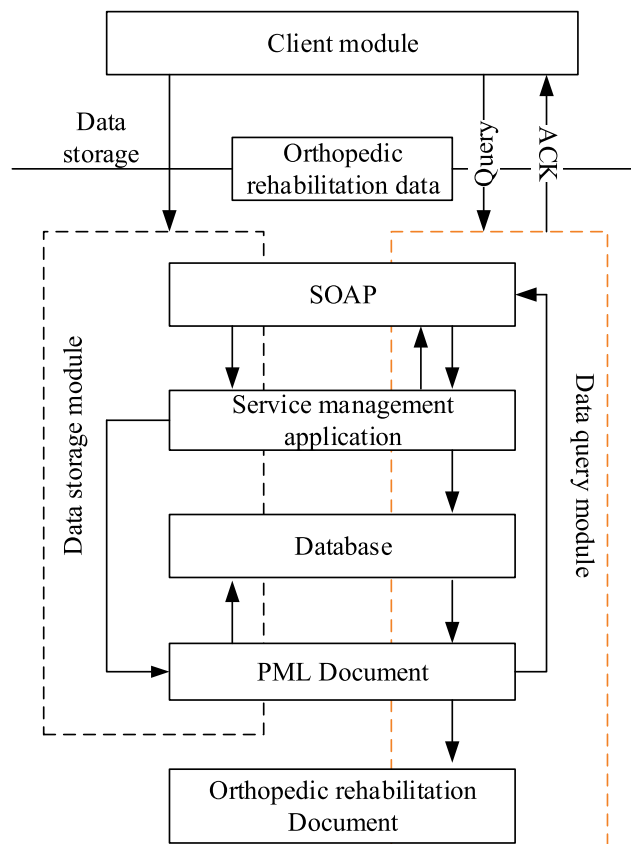 Client module
Data
storage
Orthopedic
rehabilitation data
Query
ACK
SOAP
Service management
application
Data storage module
Data query module
Database
PML Document
Orthopedic rehabilitation
Document